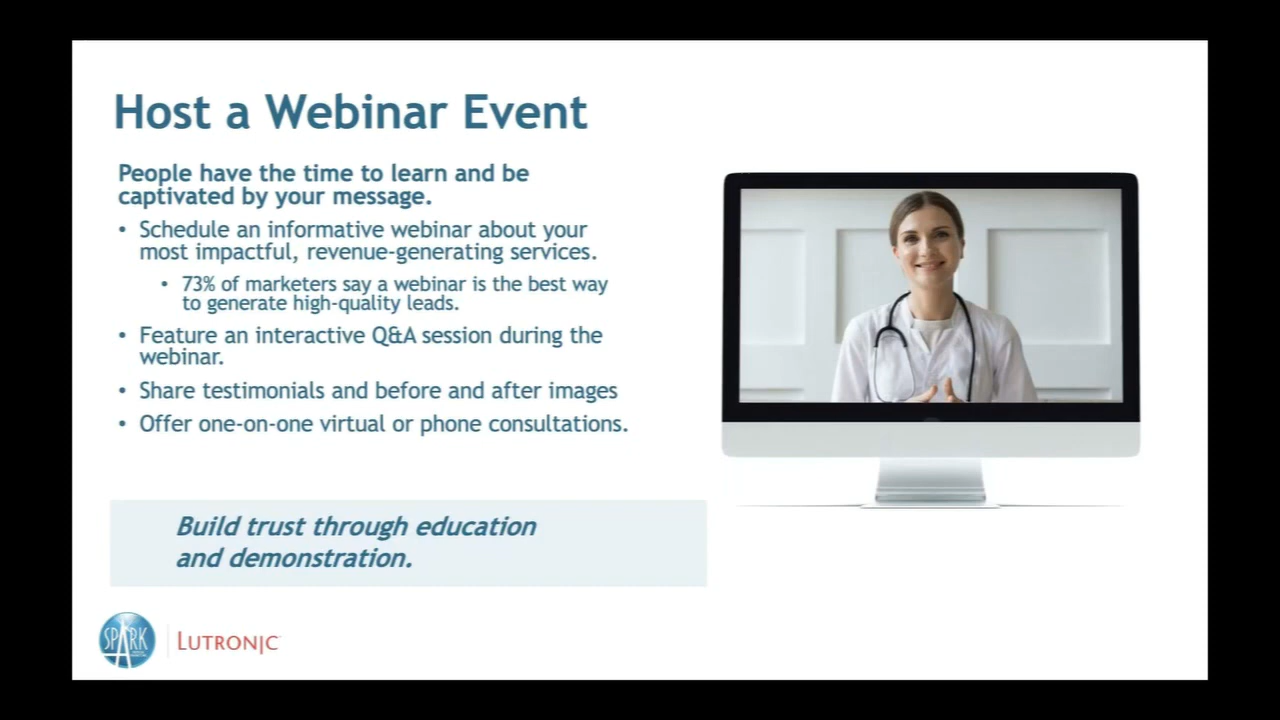 Host a Webinar Event
People have the time to learn and be
captivated by your message.
• Schedule an informative webinar about your
most impactful, revenue-generating services.
• 73% of marketers say a webinar is the best way
to generate high-quality leads.
• Feature an interactive Q&A session during the
webinar.
• Share testimonials and before and after images
• Offer one-on-one virtual or phone consultations.
Build trust through education
and demonstration.
SPARK
LUTRONIC